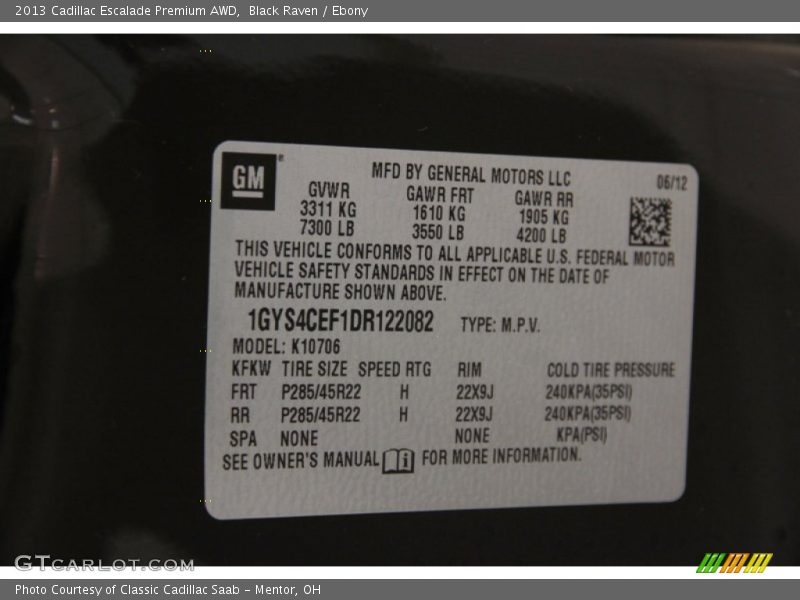 2013 Cadillac Escalade Premium AWD, Black Raven / Ebony
GM
MFD BY GENERAL MOTORS LLC
06/12
GVWR GAWR FRT GAWR RR
3311 KG 1610 KG 1905 KG
7300 LB 3550 LB 4200 LB
THIS VEHICLE CONFORMS TO ALL APPLICABLE U.S. FEDERAL MOTOR
VEHICLE SAFETY STANDARDS IN EFFECT ON THE DATE OF
MANUFACTURE SHOWN ABOVE.
1GYS4CEF1DR122082 TYPE: M.P.V.
MODEL: K10706
KFKW TIRE SIZE SPEED RTG RIM COLD TIRE PRESSURE
FRT P285/45R22 H 22X9J 240KPA(35PSI)
RR P285/45R22 H 22X9J 240KPA(35PSI)
SPA NONE NONE KPA(PSI)
SEE OWNER'S MANUAL FOR MORE INFORMATION.
GTCARLOT.COM
Photo Courtesy of Classic Cadillac Saab - Mentor, OH